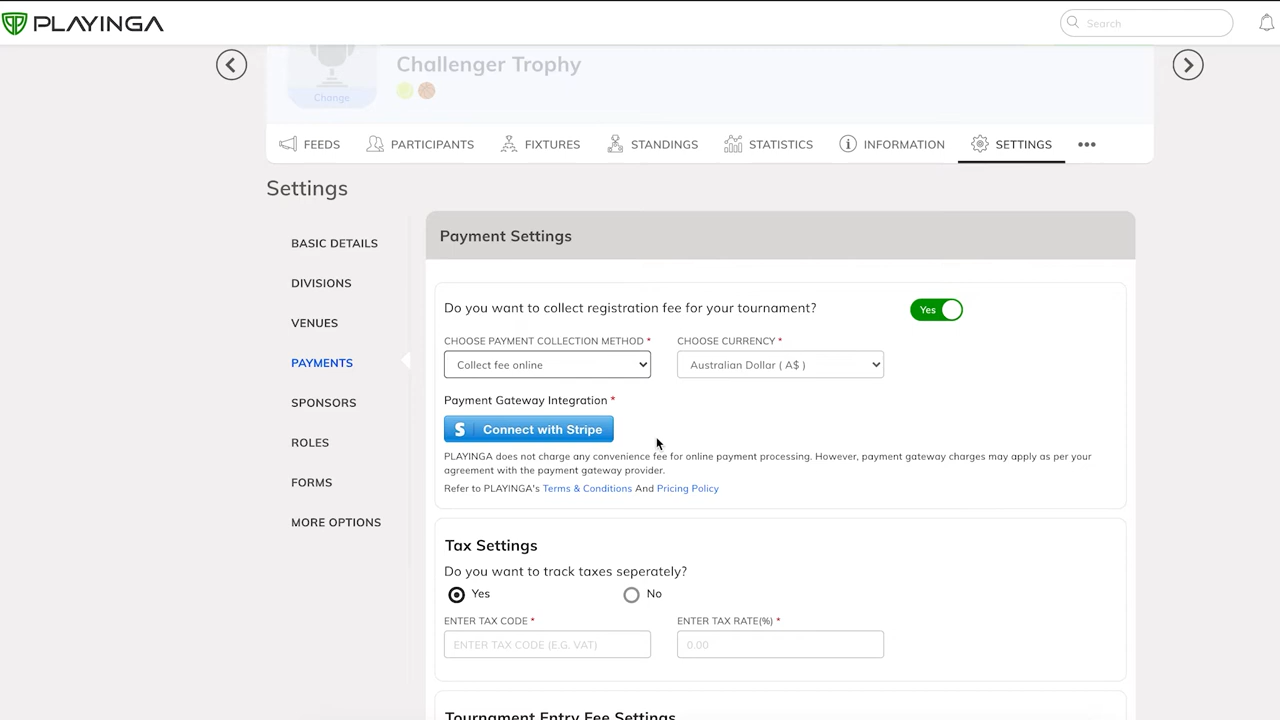 PLAYINGA
Search
Challenger Trophy
Change
FEEDS PARTICIPANTS FIXTURES STANDINGS STATISTICS INFORMATION SETTINGS
Settings
BASIC DETAILS
DIVISIONS
VENUES
PAYMENTS
SPONSORS
ROLES
FORMS
MORE OPTIONS
Payment Settings
Do you want to collect registration fee for your tournament?
Yes
CHOOSE PAYMENT COLLECTION METHOD * CHOOSE CURRENCY *
Collect fee online Australian Dollar ( A$ )
Payment Gateway Integration *
S Connect with Stripe
PLAYINGA does not charge any convenience fee for online payment processing. However, payment gateway charges may apply as per your
agreement with the payment gateway provider.
Refer to PLAYINGA's Terms & Conditions And Pricing Policy
Tax Settings
Do you want to track taxes seperately?
Yes No
ENTER TAX CODE * ENTER TAX RATE(%) *
ENTER TAX CODE (E.G. VAT) 0.00
Tournament Entry Fee Settings